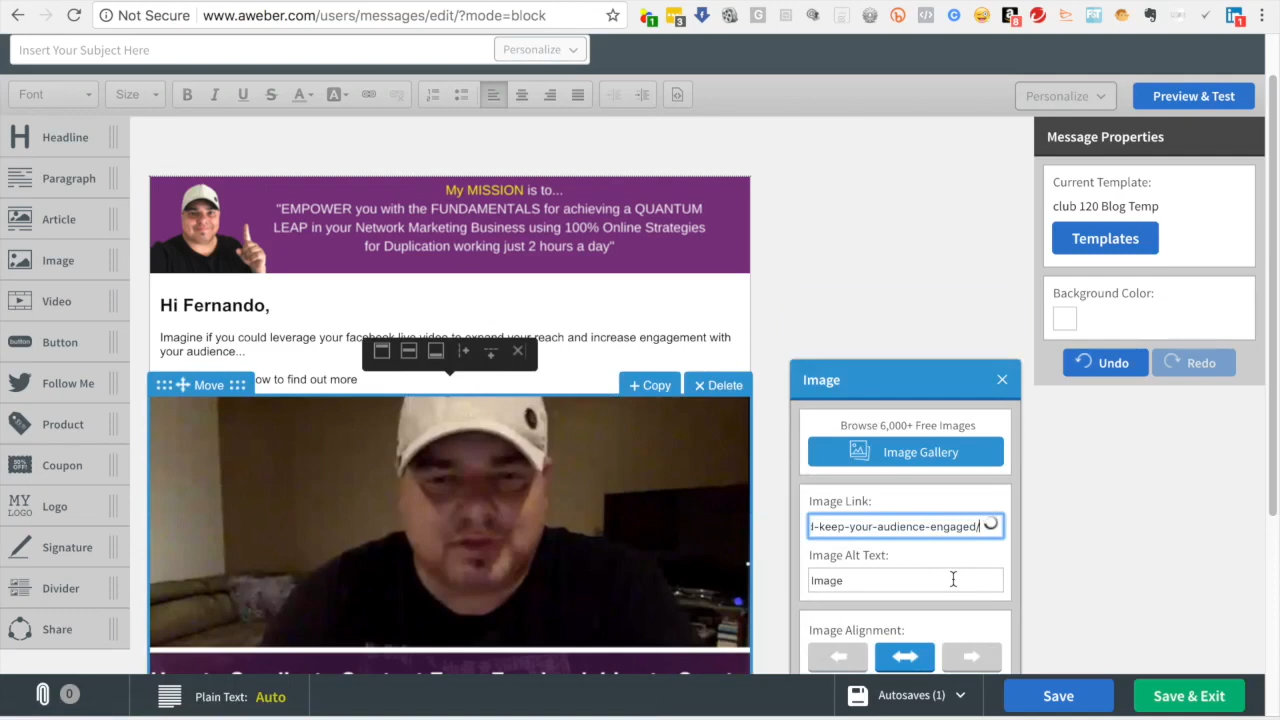 Not Secure www.aweber.com/users/messages/edit/?mode=block
1 3 8 1
Insert Your Subject Here Personalize
Font Size B I U S A A Personalize Preview & Test
Headline
Paragraph
Article
Image
Video
button Button
Follow Me
Product
Coupon
MY LOGO Logo
Signature
Divider
Share
My MISSION is to...
"EMPOWER you with the FUNDAMENTALS for achieving a QUANTUM
LEAP in your Network Marketing Business using 100% Online Strategies
for Duplication working just 2 hours a day"
Hi Fernando,
Imagine if you could leverage your facebook live video to expand your reach and increase engagement with
your audience...
ow to find out more
Move + Copy Delete
Message Properties
Current Template:
club 120 Blog Temp
Templates
Background Color:
Undo Redo
Image
Browse 6,000+ Free Images
Image Gallery
Image Link:
-keep-your-audience-engaged/
Image Alt Text:
Image
Image Alignment:
0 Plain Text: Auto Autosaves (1) Save Save & Exit